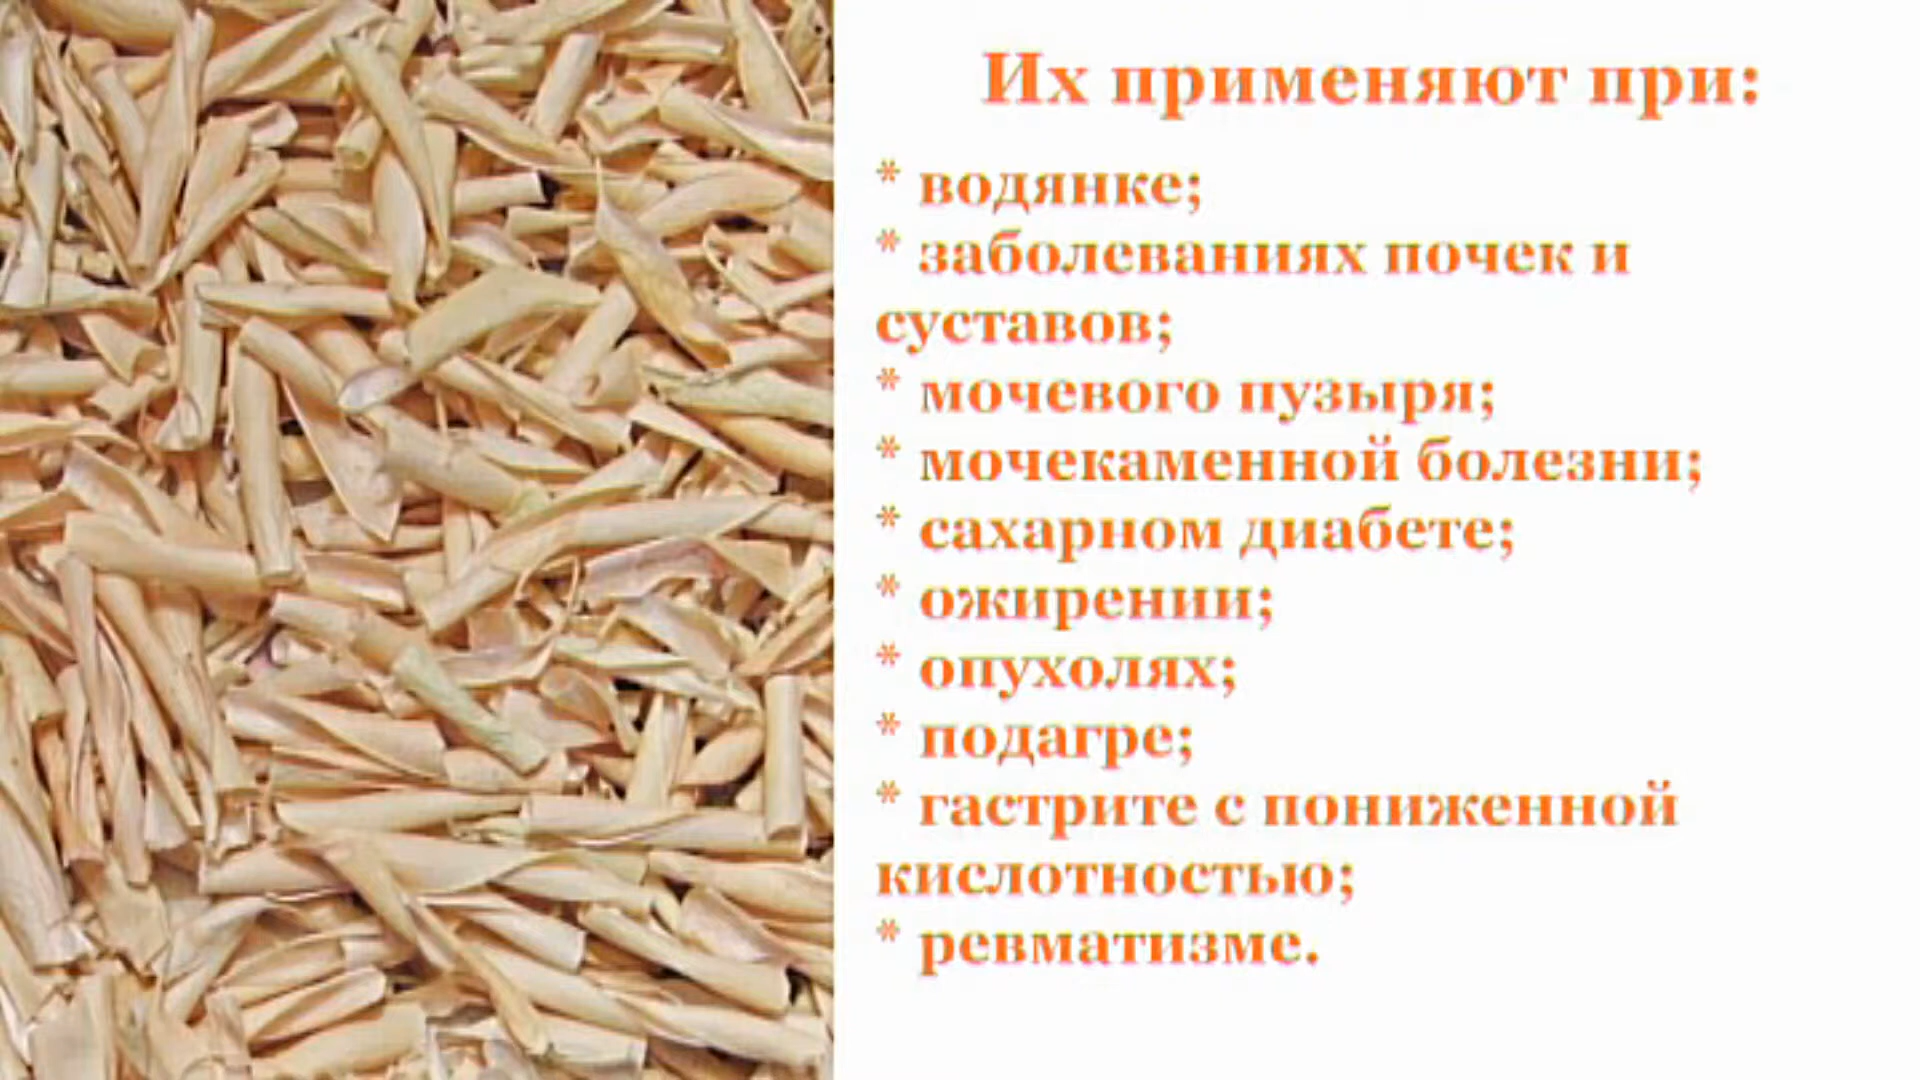 Их применяют при:
* водянке;
* заболеваниях почек и
суставов;
* мочевого пузыря;
* мочекаменной болезни;
* сахарном диабете;
* ожирении;
* опухолях;
* подагре;
* гастрите с пониженной
кислотностью;
* ревматизме.